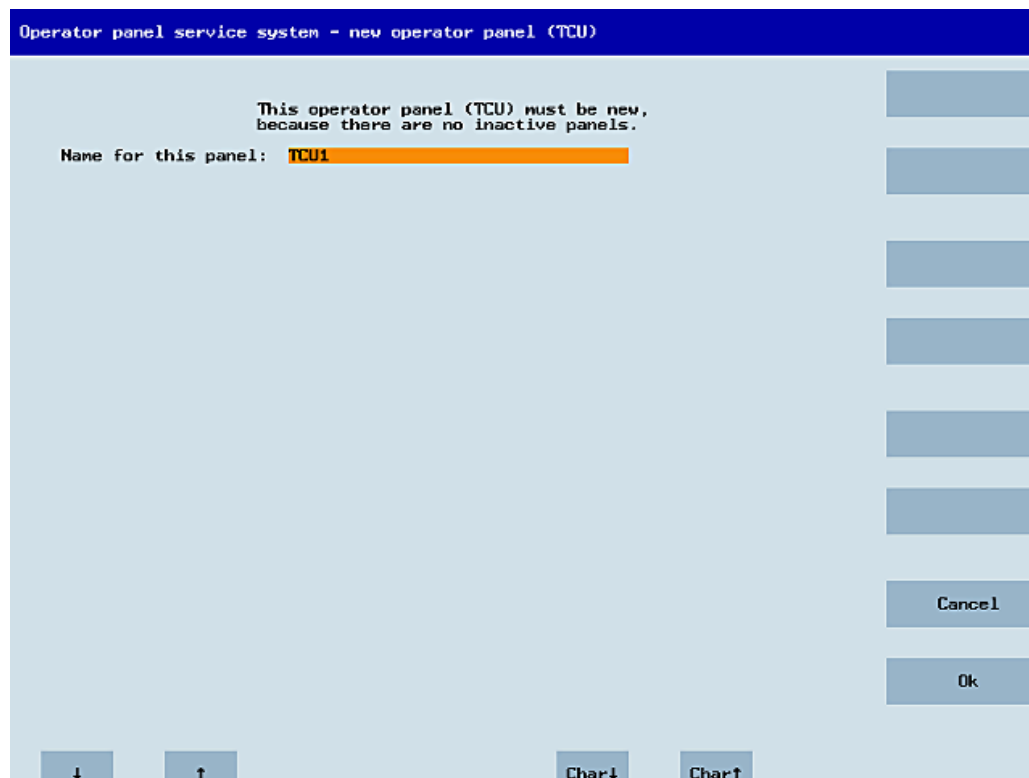 Operator panel service system - new operator panel (TCU)
This operator panel (TCU) must be new,
because there are no inactive panels.
Name for this panel: TCU1
Cancel
Ok
↓ ↑ Char↓ Char↑